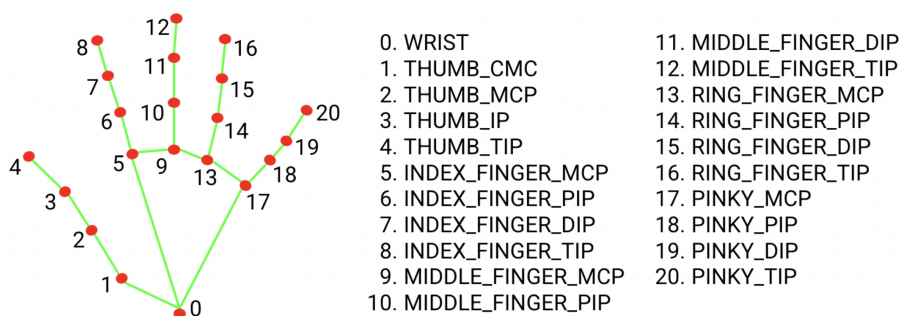 12
8
16
11
7
15
10
20
6
14
19
5
9
4
13
18
3
17
2
1
0
0. WRIST
1. THUMB_CMC
2. THUMB_MCP
3. THUMB_IP
4. THUMB_TIP
5. INDEX_FINGER_MCP
6. INDEX_FINGER_PIP
7. INDEX_FINGER_DIP
8. INDEX_FINGER_TIP
9. MIDDLE_FINGER_MCP
10. MIDDLE_FINGER_PIP
11. MIDDLE_FINGER_DIP
12. MIDDLE_FINGER_TIP
13. RING_FINGER_MCP
14. RING_FINGER_PIP
15. RING_FINGER_DIP
16. RING_FINGER_TIP
17. PINKY_MCP
18. PINKY_PIP
19. PINKY_DIP
20. PINKY_TIP